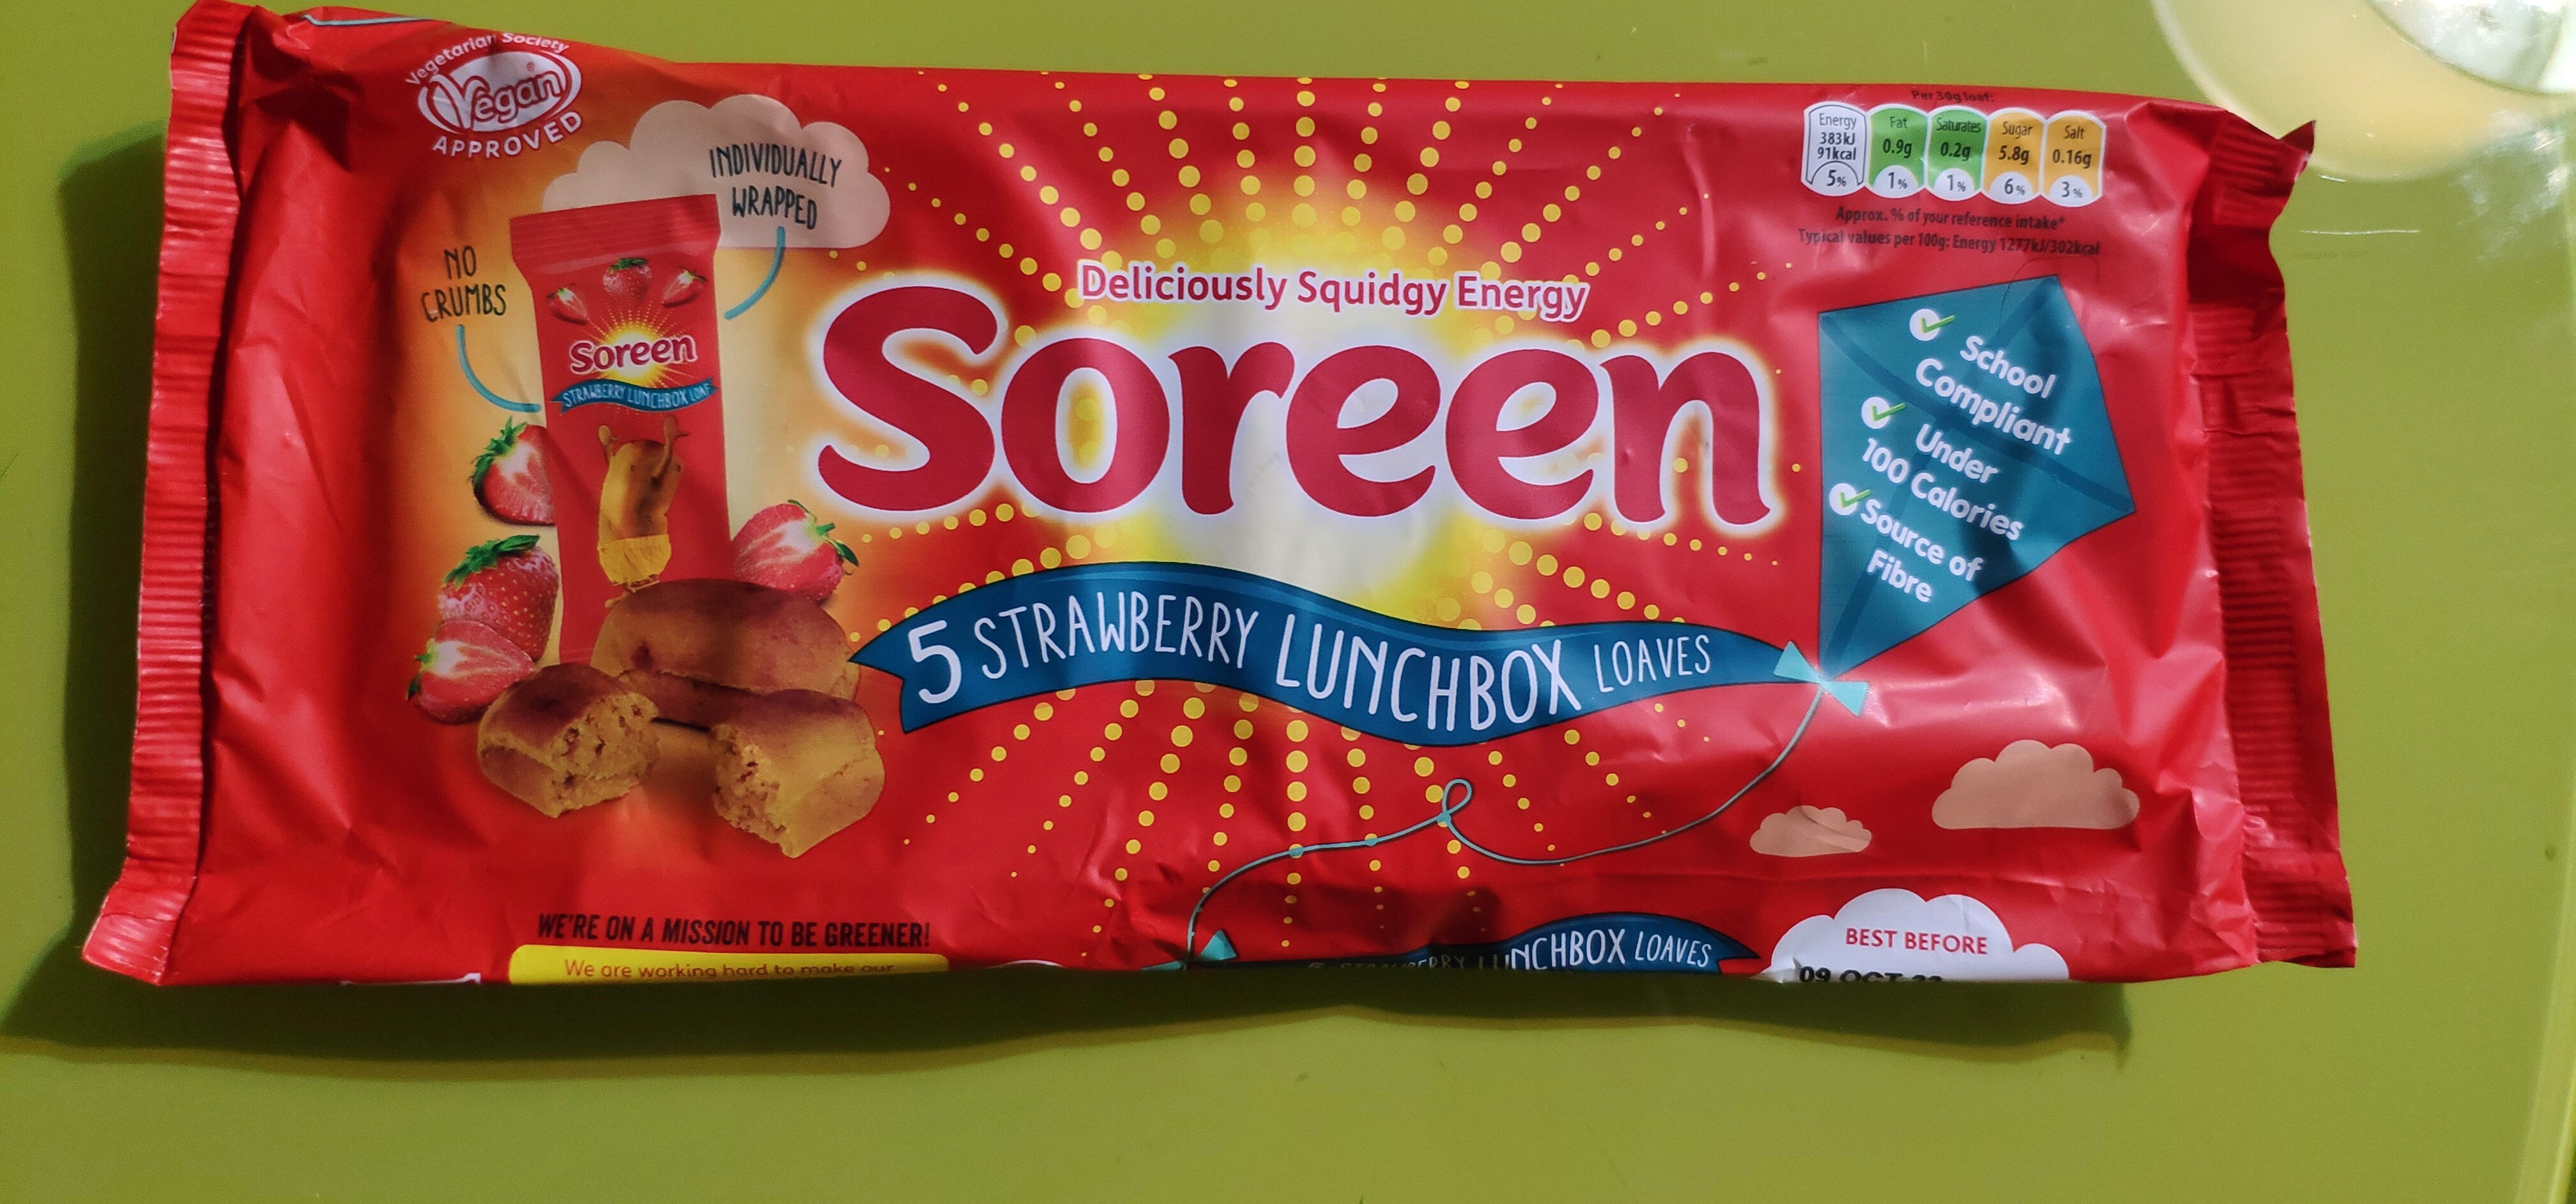 Vegetarian Society
Vegan
APPROVED
INDIVIDUALLY
WRAPPED
NO
CRUMBS
Soreen
STRAWBERRY LUNCHBOX LOAF
Deliciously Squidgy Energy
Soreen
5 STRAWBERRY LUNCHBOX LOAVES
Per 30g loaf:
Energy
383kJ
91kcal
5%
Fat
0.9g
1%
Saturates
0.2g
1%
Sugar
5.8g
6%
Salt
0.16g
3%
Approx. % of your reference intake*
Typical values per 100g: Energy 1277kJ/302kcal
School
Compliant
Under
100 Calories
Source of
Fibre
WE'RE ON A MISSION TO BE GREENER!
We are working hard to make our
LUNCHBOX LOAVES
BEST BEFORE
09 OCT